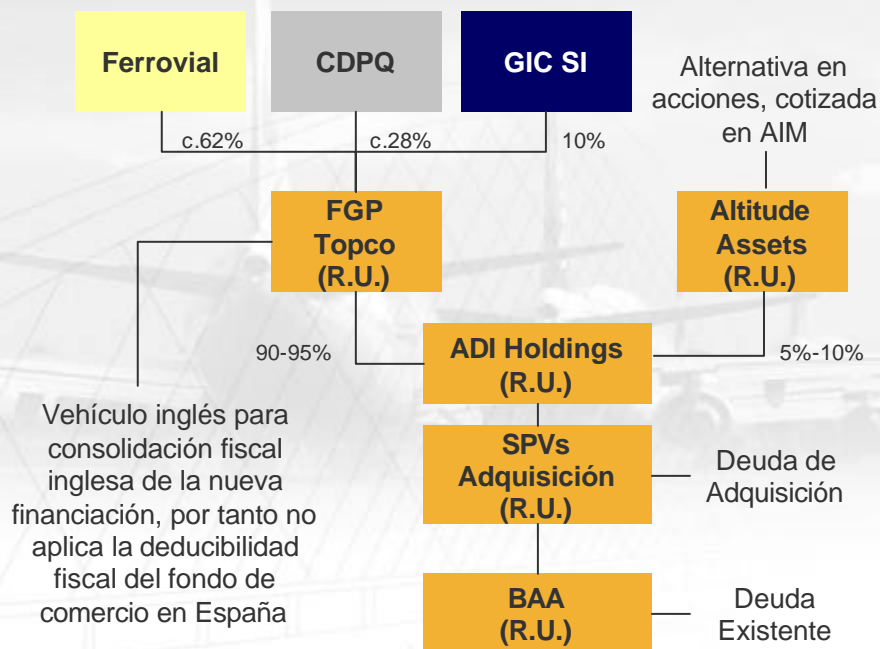 Ferrovial
CDPQ
GIC SI
Alternativa en
acciones, cotizada
en AIM
c.62%
c.28%
10%
FGP
Topco
(R.U.)
Altitude
Assets
(R.U.)
90-95%
ADI Holdings
(R.U.)
5%-10%
Vehículo inglés para
consolidación fiscal
inglesa de la nueva
financiación, por tanto no
aplica la deducibilidad
fiscal del fondo de
comercio en España
SPVs
Adquisición
(R.U.)
Deuda de
Adquisición
BAA
(R.U.)
Deuda
Existente